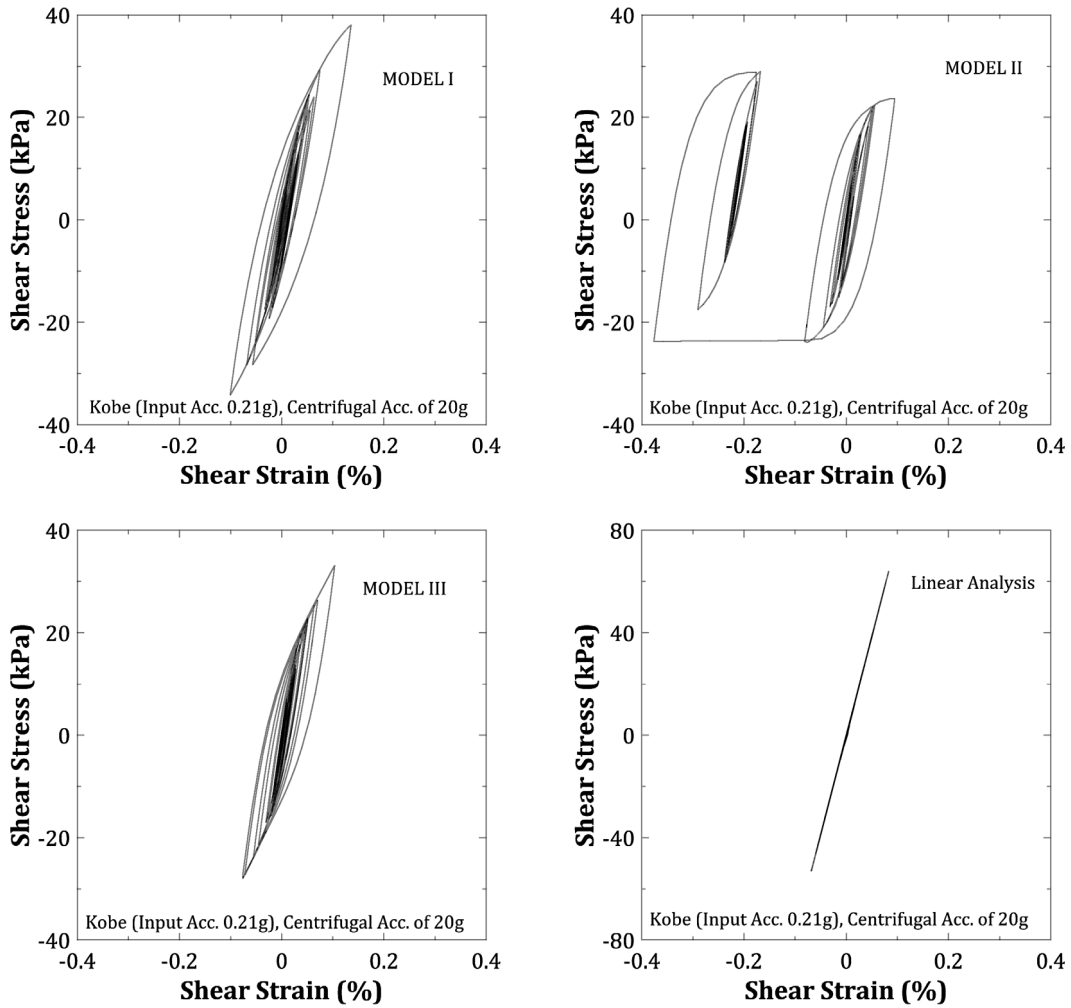 40
20
0
-20
-40
Shear Stress (kPa)
MODEL I
Kobe (Input Acc. 0.21g), Centrifugal Acc. of 20g
-0.4
-0.2
0
0.2
0.4
Shear Strain (%)
40
20
0
-20
-40
Shear Stress (kPa)
MODEL II
Kobe (Input Acc. 0.21g), Centrifugal Acc. of 20g
-0.4
-0.2
0
0.2
0.4
Shear Strain (%)
40
20
0
-20
-40
Shear Stress (kPa)
MODEL III
Kobe (Input Acc. 0.21g), Centrifugal Acc. of 20g
-0.4
-0.2
0
0.2
0.4
Shear Strain (%)
80
40
0
-40
-80
Shear Stress (kPa)
Linear Analysis
Kobe (Input Acc. 0.21g), Centrifugal Acc. of 20g
-0.4
-0.2
0
0.2
0.4
Shear Strain (%)